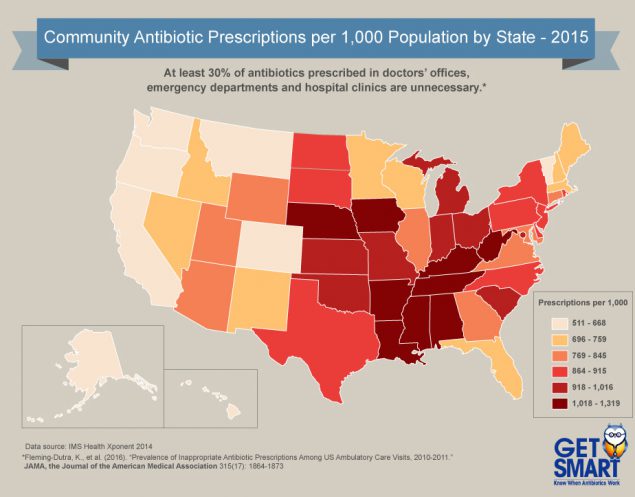 Community Antibiotic Prescriptions per 1,000 Population by State - 2015
At least 30% of antibiotics prescribed in doctors' offices,
emergency departments and hospital clinics are unnecessary.*
Prescriptions per 1,000
511 - 668
696 - 759
769 - 845
864 - 915
918 - 1,016
1,018 - 1,319
Data source: IMS Health Xponent 2014
*Fleming-Dutra, K., et al. (2016). "Prevalence of Inappropriate Antibiotic Prescriptions Among US Ambulatory Care Visits, 2010-2011."
JAMA, the Journal of the American Medical Association 315(17): 1864-1873
GET
SMART
Know When Antibiotics Work